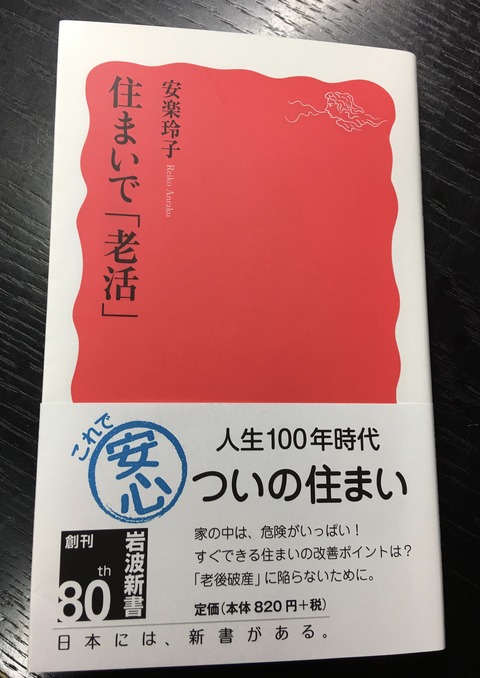 住まいで「老活」
安楽玲子
Reiko Anraku
これで
安心
人生100年時代
ついの住まい
家の中は、危険がいっぱい!
すぐできる住まいの改善ポイントは?
「老後破産」に陥らないために。
定価(本体820円+税)
創刊
80th
岩波新書
日本には、新書がある。